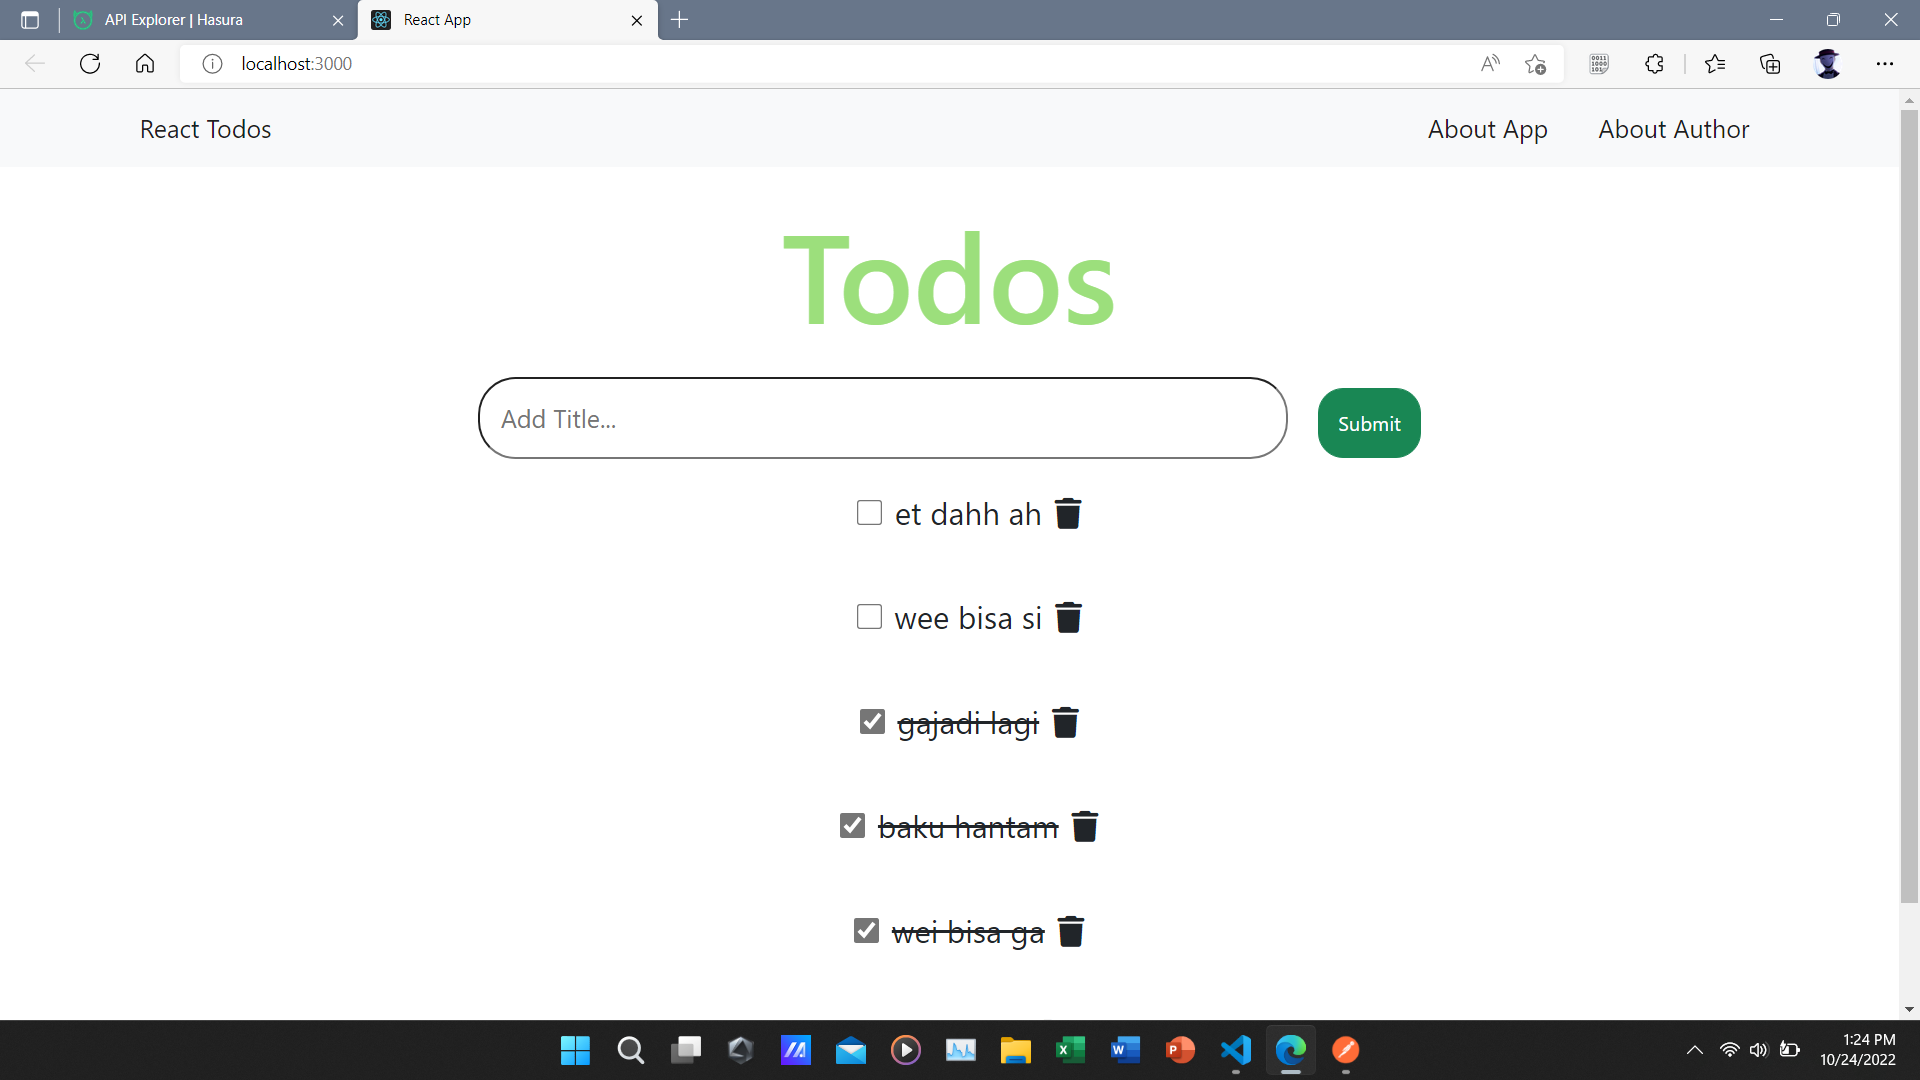 API Explorer | Hasura
React App
localhost:3000
React Todos
About App
About Author
Todos
Add Title...
Submit
et dahh ah
wee bisa si
gajadi lagi
baku hantam
wei bisa ga
1:24 PM
10/24/2022